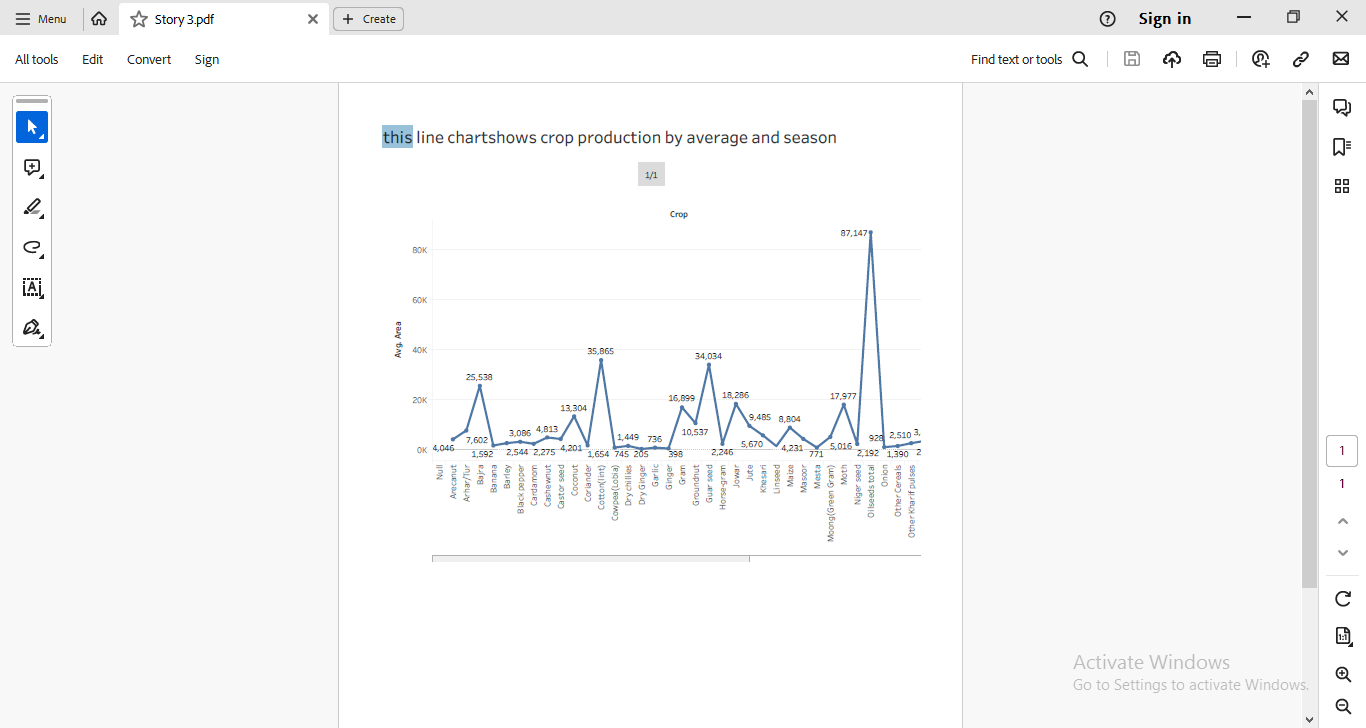 Menu
Story 3.pdf
Create
Sign in
All tools Edit Convert Sign
Find text or tools
this line chartshows crop production by average and season
1/1
Crop
Avg. Area
80K
60K
40K
20K
0K
87,147
35,865
34,034
25,538
18,286
17,977
16,899
13,304
10,537
9,485
8,804
7,602
5,670
5,016
4,813
4,231
4,201
4,046
3,086
2,544
2,510
2,275
2,246
2,192
1,654
1,592
1,449
1,390
928
771
745
736
398
205
3,
2
Null
Arecanut
Arhar/Tur
Bajra
Banana
Barley
Black pepper
Cardamom
Cashewnut
Castor seed
Coconut
Coriander
Cotton(lint)
Cowpea(Lobia)
Dry chillies
Dry Ginger
Garlic
Ginger
Gram
Groundnut
Guar seed
Horse-gram
Jowar
Jute
Khesari
Linseed
Maize
Masoor
Mesta
Moong(Green Gram)
Moth
Niger seed
Oilseeds total
Onion
Other Cereals
Other Kharif pulses
1
1
1:1
Activate Windows
Go to Settings to activate Windows.